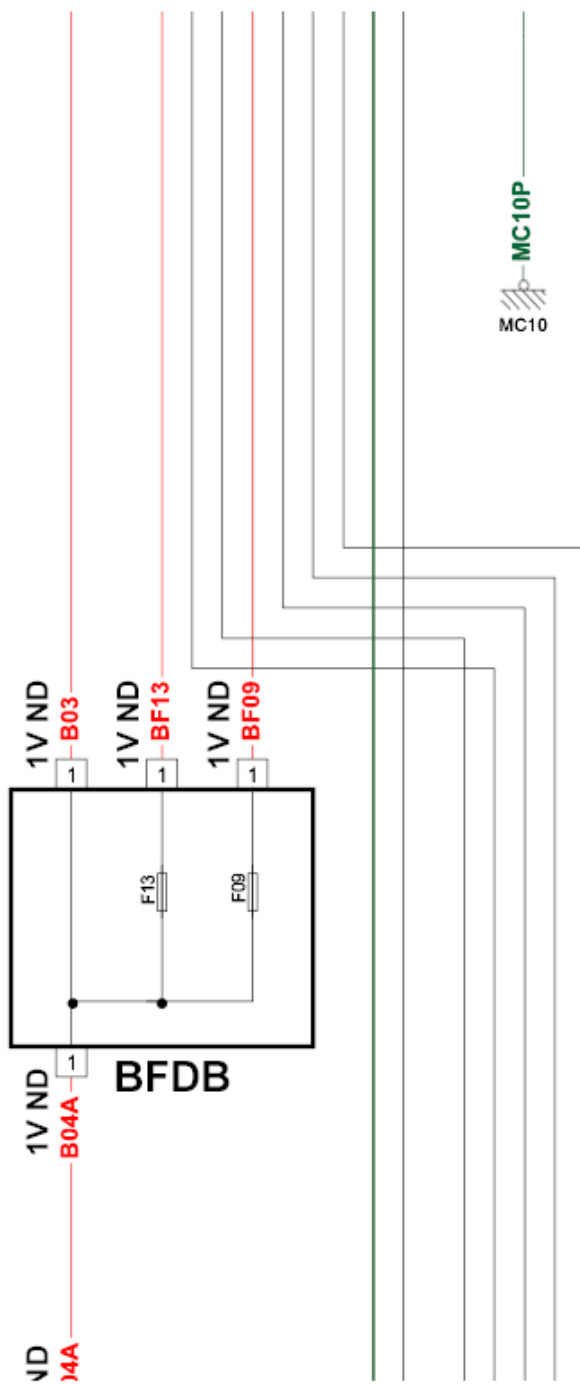 MC10P
MC10
1V ND
B03
1V ND
BF13
1V ND
BF09
1
1
1
F13
F09
1
BFDB
1V ND
B04A
ND
04A